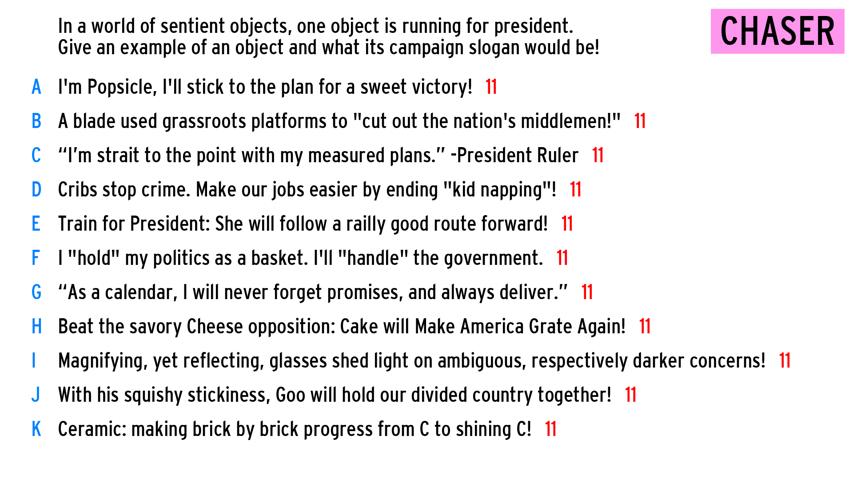 In a world of sentient objects, one object is running for president.
Give an example of an object and what its campaign slogan would be!
CHASER
A I'm Popsicle, I'll stick to the plan for a sweet victory! 11
B A blade used grassroots platforms to "cut out the nation's middlemen!" 11
C “I’m strait to the point with my measured plans.” -President Ruler 11
D Cribs stop crime. Make our jobs easier by ending "kid napping"! 11
E Train for President: She will follow a railly good route forward! 11
F I "hold" my politics as a basket. I'll "handle" the government. 11
G “As a calendar, I will never forget promises, and always deliver.” 11
H Beat the savory Cheese opposition: Cake will Make America Grate Again! 11
I Magnifying, yet reflecting, glasses shed light on ambiguous, respectively darker concerns! 11
J With his squishy stickiness, Goo will hold our divided country together! 11
K Ceramic: making brick by brick progress from C to shining C! 11